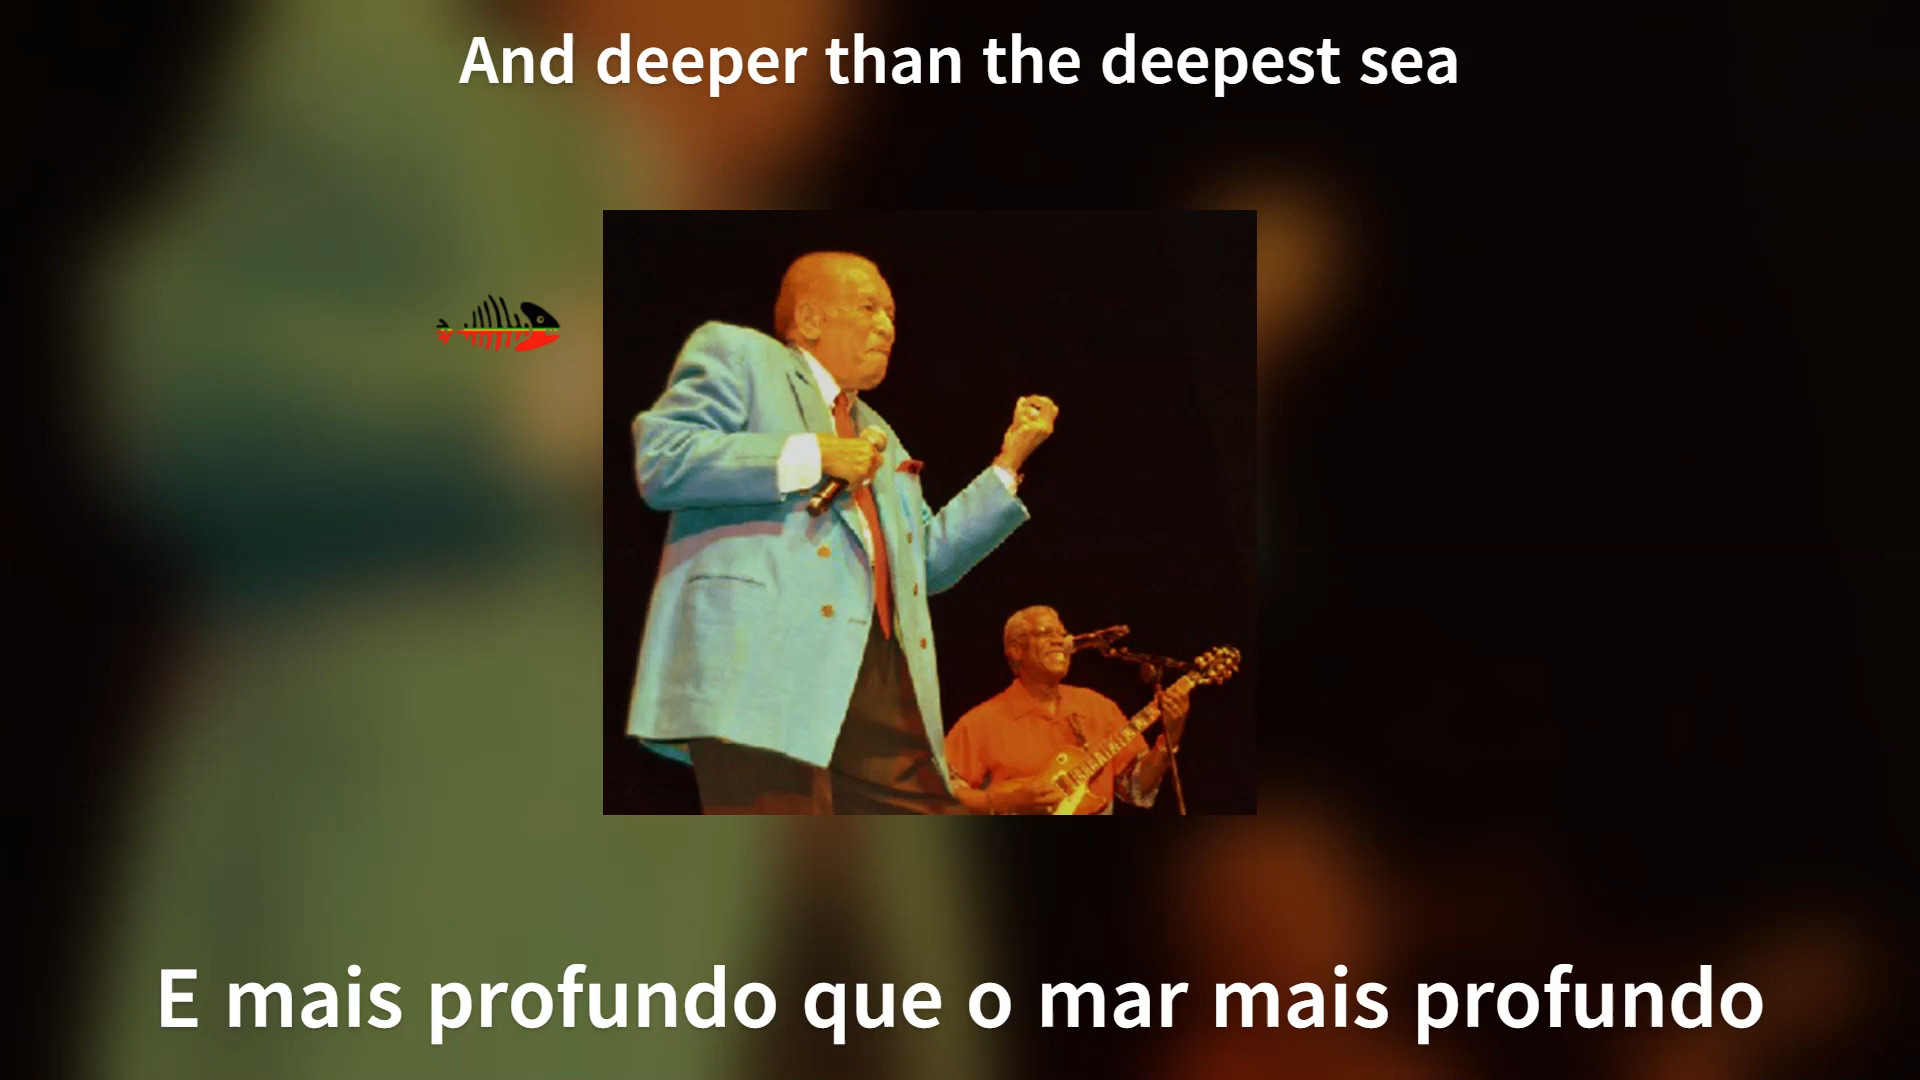 And deeper than the deepest sea
E mais profundo que o mar mais profundo